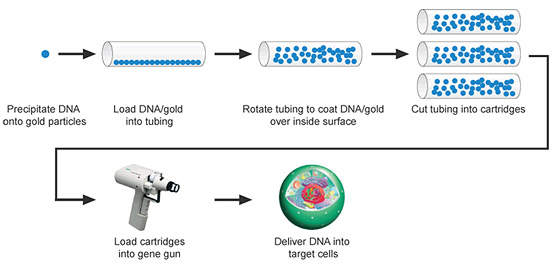 Precipitate DNA
onto gold particles
Load DNA/gold
into tubing
Rotate tubing to coat DNA/gold
over inside surface
Cut tubing into cartridges
Load cartridges
into gene gun
Deliver DNA into
target cells